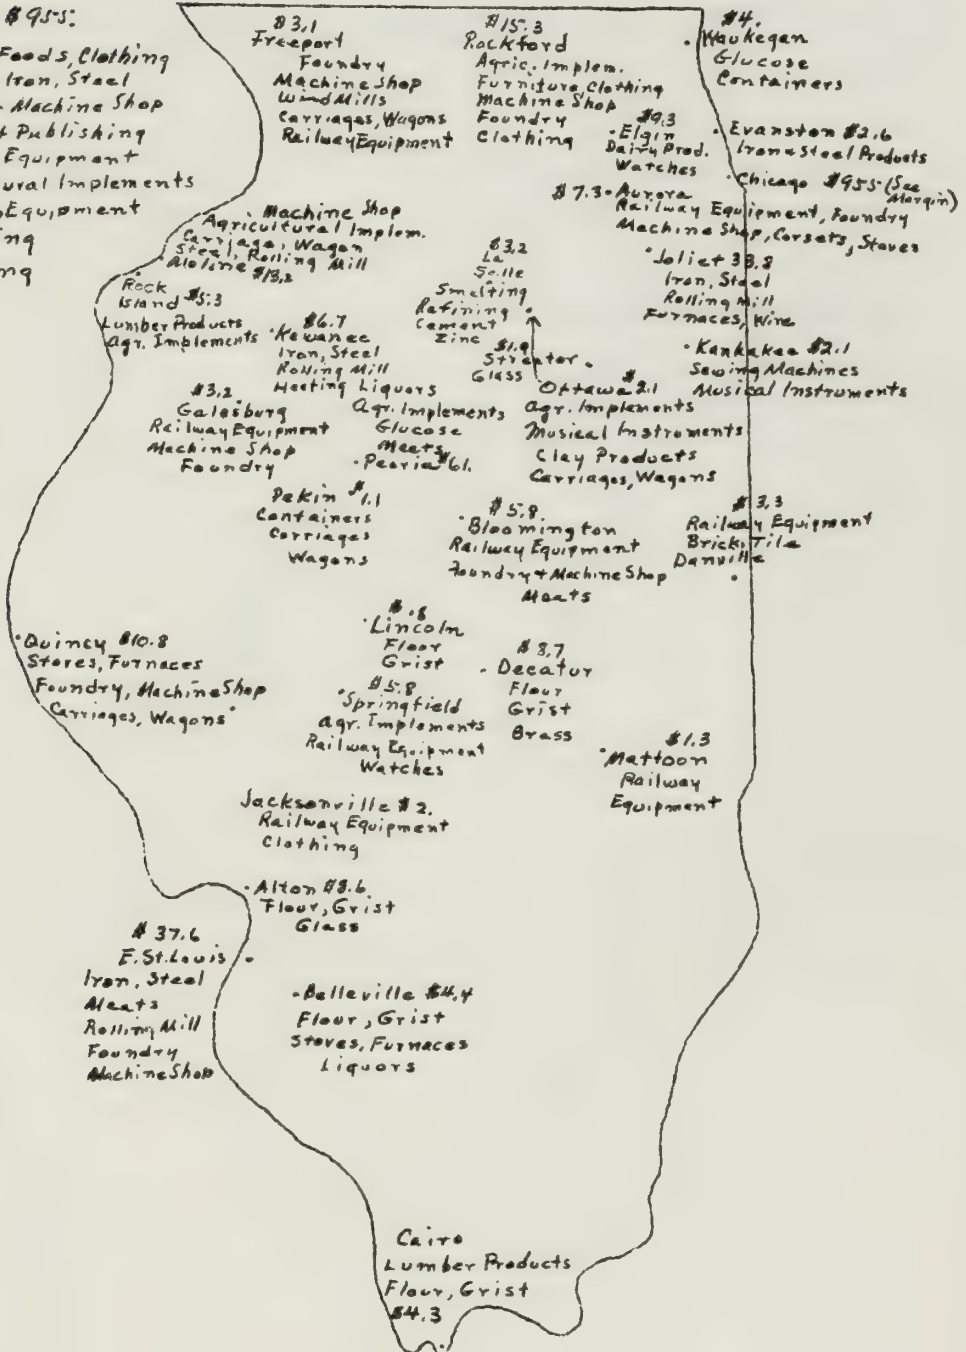 $955.
Foods, Clothing
Iron, Steel
Machine Shop
Publishing
Equipment
ural Implements
Equipment
ing
ng
$3.1
Freeport
Foundry
Machine Shop
Wind Mills
Carriages, Wagons
Railway Equipment
$15.3
Rockford
Agric. Implem.
Furniture, Clothing
Machine Shop
Foundry
Clothing
$4.
Waukegan
Glucose
Containers
$9.3
Elgin
Dairy Prod.
Watches
Evanston $2.6
Iron & Steel Products
Chicago $955 (See
Margin)
$7.3 Aurora
Railway Equipment, Foundry
Machine Shop, Corsets, Stoves
Machine Shop
Agricultural Implem.
Carriage, Wagon
Steel, Rolling Mill
Moline $13.2
Rock
Island $5.3
Lumber Products
Agr. Implements
$3.2
La
Salle
Smelting
Refining
Cement
Zinc
Joliet 33.8
Iron, Steel
Rolling Mill
Furnaces, Wire
$6.7
Kewanee
Iron, Steel
Rolling Mill
Heating
$1.9
Streator
Glass
Kankakee $2.1
Sewing Machines
Musical Instruments
$3.2
Galesburg
Railway Equipment
Machine Shop
Foundry
Liquors
Agr. Implements
Glucose
Meats
Peoria $61.
Ottawa $2.1
Agr. Implements
Musical Instruments
Clay Products
Carriages, Wagons
Pekin $1.1
Containers
Carriages
Wagons
$5.8
Bloomington
Railway Equipment
Foundry + Machine Shop
Meats
$3.3
Railway Equipment
Brick, Tile
Danville
Quincy $10.8
Stores, Furnaces
Foundry, Machine Shop
Carriages, Wagons
$.8
Lincoln
Floor
Grist
$8.7
Decatur
Flour
Grist
Brass
$5.8
Springfield
Agr. Implements
Railway Equipment
Watches
$1.3
Mattoon
Railway
Equipment
Jacksonville $2.
Railway Equipment
Clothing
Alton $8.6
Flour, Grist
Glass
$37.6
E. St. Louis
Iron, Steel
Meats
Rolling Mill
Foundry
Machine Shop
Belleville $4.4
Flour, Grist
Stoves, Furnaces
Liquors
Cairo
Lumber Products
Flour, Grist
$4.3